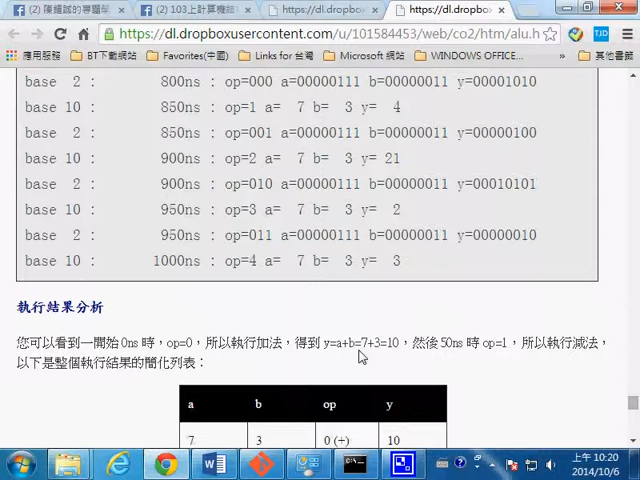 (2) 陳鍾誠的專題榮
(2) 103上計算機組
https://dl.dropboxus
https://dl.dropboxus
https://dl.dropboxusercontent.com/u/101584453/web/co2/htm/alu.h
應用服務 BT下載網站 Favorites(中國) Links for 台灣 Microsoft 網站 WINDOWS OFFICE... » 其他書籤
base 2 : 800ns : op=000 a=00000111 b=00000011 y=00001010
base 10 : 850ns : op=1 a= 7 b= 3 y= 4
base 2 : 850ns : op=001 a=00000111 b=00000011 y=00000100
base 10 : 900ns : op=2 a= 7 b= 3 y= 21
base 2 : 900ns : op=010 a=00000111 b=00000011 y=00010101
base 10 : 950ns : op=3 a= 7 b= 3 y= 2
base 2 : 950ns : op=011 a=00000111 b=00000011 y=00000010
base 10 : 1000ns : op=4 a= 7 b= 3 y= 3
執行結果分析
您可以看到一開始 0ns 時，op=0，所以執行加法，得到 y=a+b=7+3=10，然後 50ns 時 op=1，所以執行減法，
以下是整個執行結果的簡化列表：
a b op y
7 3 0 (+) 10
上午 10:20
2014/10/6